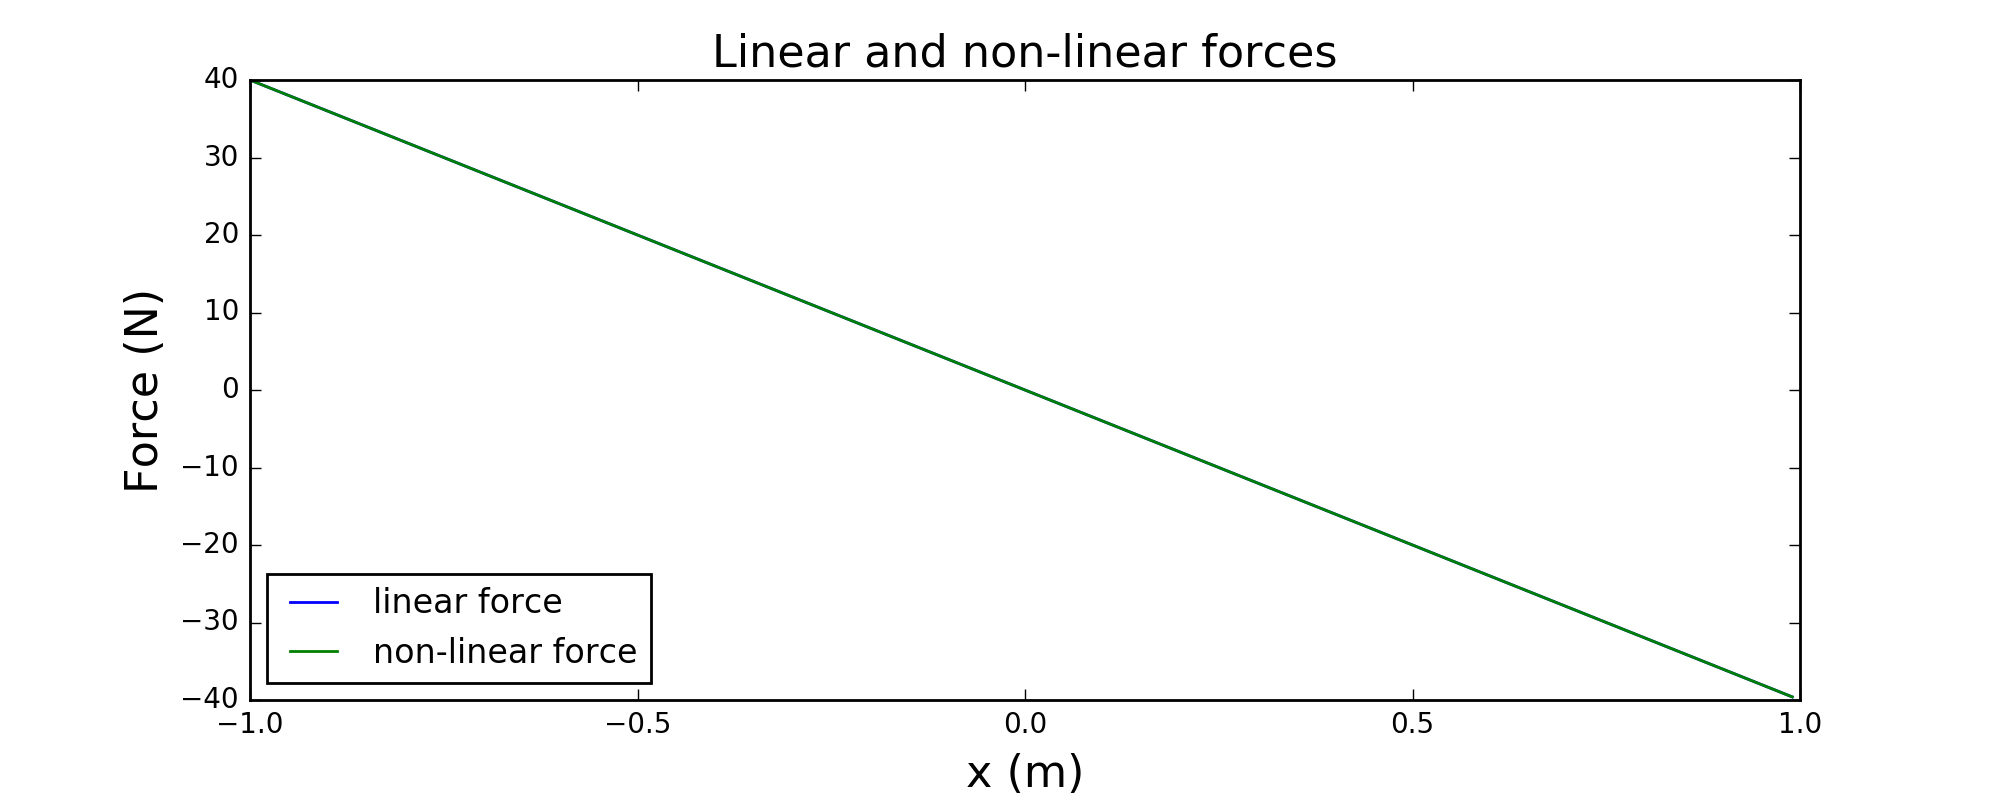 Linear and non-linear forces
40
30
20
10
0
−10
−20
−30
−40
Force (N)
linear force
non-linear force
−1.0 −0.5 0.0 0.5 1.0
x (m)